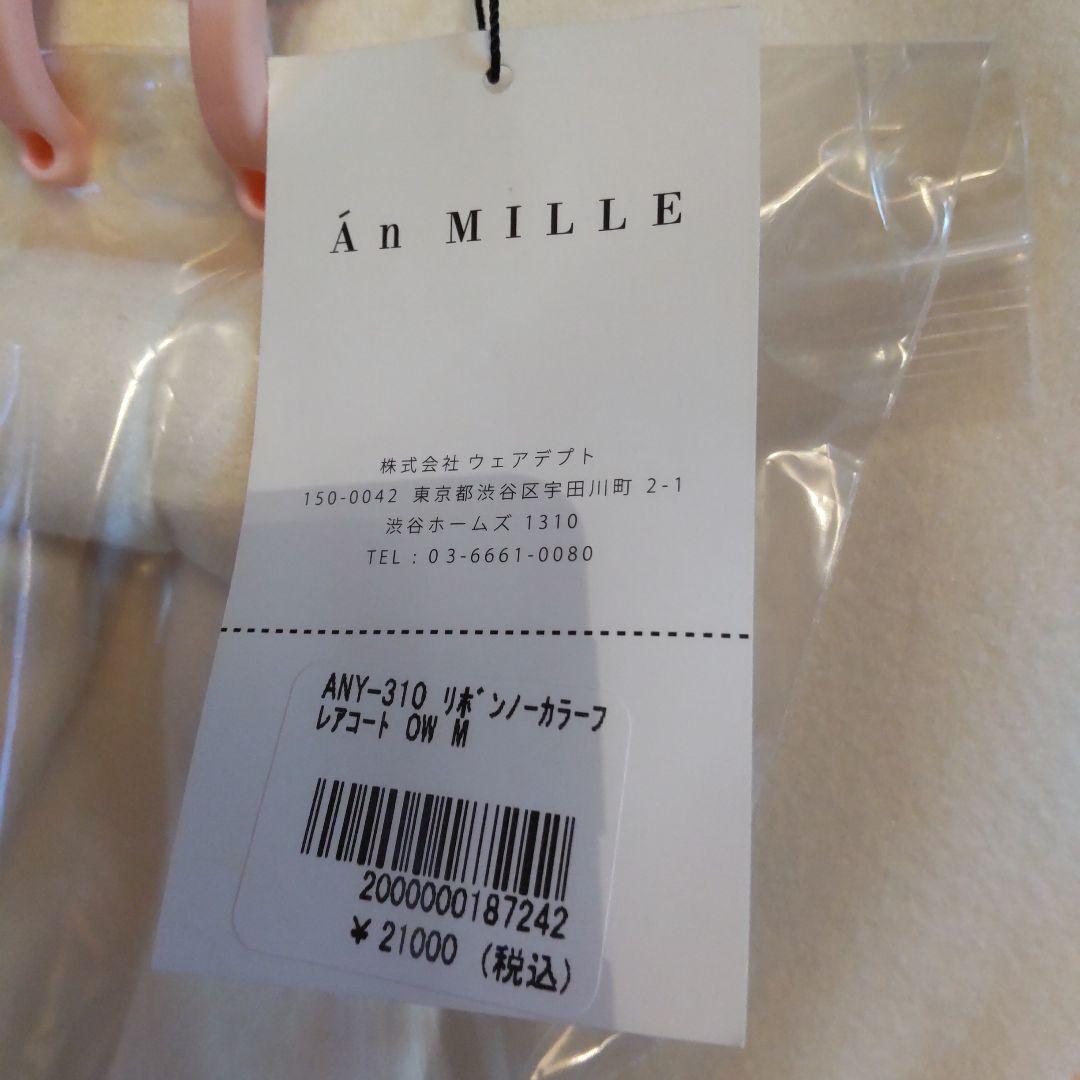 Án MILLE
株式会社 ウェアデプト
150-0042 東京都渋谷区宇田川町 2-1
渋谷ホームズ 1310
TEL : 03-6661-0080
ANY-310 ﾘﾎﾞﾝﾉｰｶﾗｰﾌ
ﾚｱｺｰﾄ OW M
2000000187242
¥ 21000 (税込)